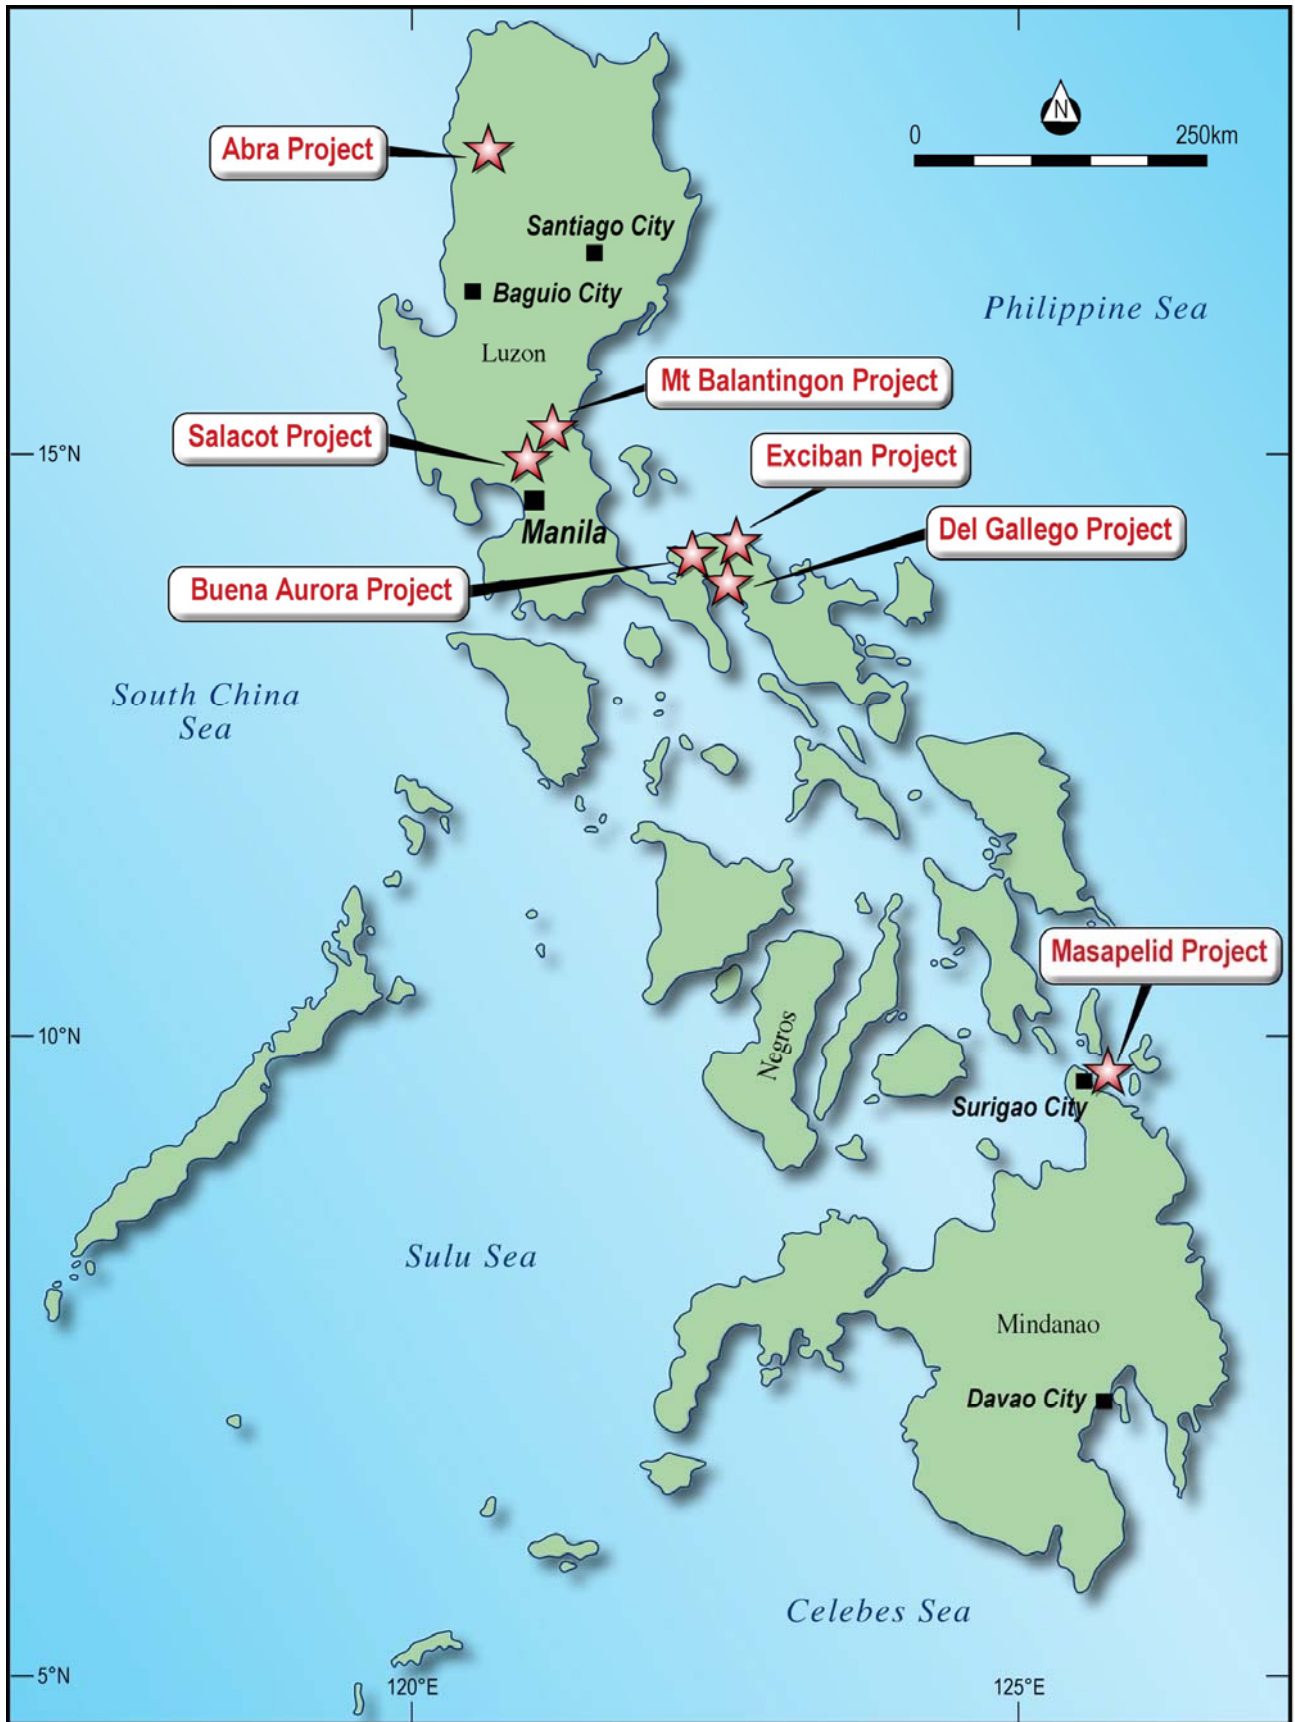 N
0 250km
Abra Project
Santiago City
Baguio City
Philippine Sea
Luzon
Mt Balantingon Project
Salacot Project
15°N
Exciban Project
Manila
Del Gallego Project
Buena Aurora Project
South China
Sea
Masapelid Project
10°N
Negros
Surigao City
Sulu Sea
Mindanao
Davao City
Celebes Sea
5°N
120°E
125°E